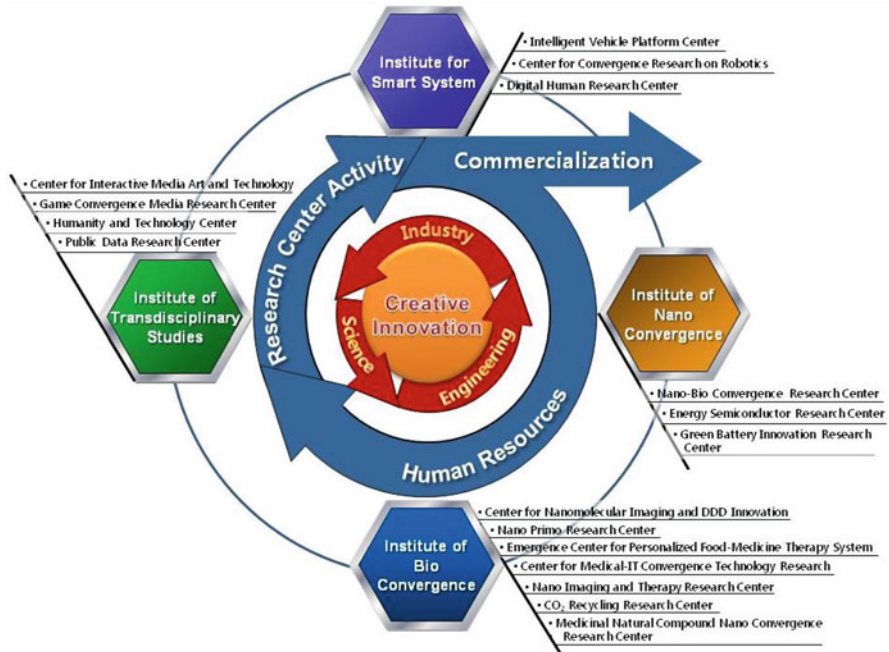 Institute for
Smart System
• Intelligent Vehicle Platform Center
• Center for Convergence Research on Robotics
• Digital Human Research Center
Research Center Activity
Commercialization
• Center for Interactive Media Art and Technology
• Game Convergence Media Research Center
• Humanity and Technology Center
• Public Data Research Center
Institute of
Transdisciplinary
Studies
Industry
Creative
Innovation
Science
Engineering
Human Resources
Institute of
Nano
Convergence
• Nano-Bio Convergence Research Center
• Energy Semiconductor Research Center
• Green Battery Innovation Research
Center
Institute of
Bio
Convergence
• Center for Nanomolecular Imaging and DDD Innovation
• Nano Primo Research Center
• Emergence Center for Personalized Food-Medicine Therapy System
• Center for Medical-IT Convergence Technology Research
• Nano Imaging and Therapy Research Center
• CO₂ Recycling Research Center
• Medicinal Natural Compound Nano Convergence
Research Center